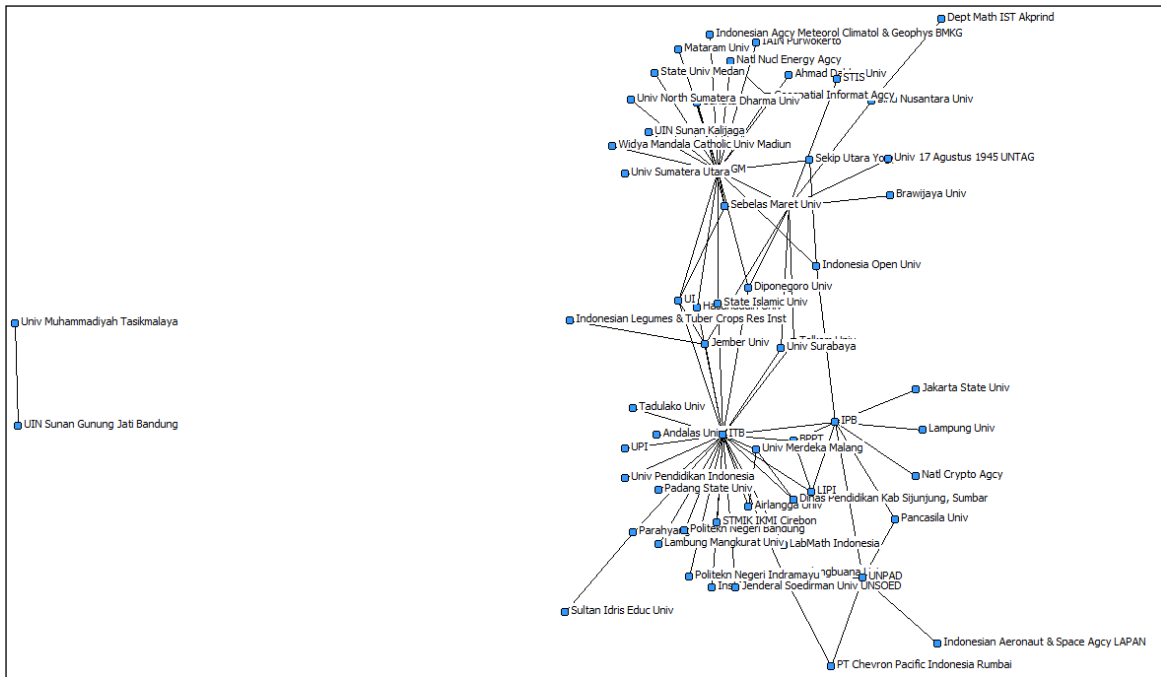 Dept Math IST Akprind
Indonesian Agcy Meteorol Climatol & Geophys BMKG
IAIN Purwokerto
Mataram Univ
Natl Nucl Energy Agcy
State Univ Medan
Ahmad Univ
STIS
Univ North Sumatera
Dharma Univ
Informat Agcy
Nusantara Univ
UIN Sunan Kalijaga
Widya Mandala Catholic Univ Madiun
Sekip Utara
Univ 17 Agustus 1945 UNTAG
Univ Sumatera Utara
GM
Brawijaya Univ
Sebelas Maret Univ
Indonesia Open Univ
Diponegoro Univ
UI
State Islamic Univ
Indonesian Legumes & Tuber Crops Res Inst
Univ Muhammadiyah Tasikmalaya
Jember Univ
Univ Surabaya
Jakarta State Univ
Tadulako Univ
UIN Sunan Gunung Jati Bandung
IPB
Lampung Univ
Andalas Univ
ITB
BPPT
UPI
Univ Merdeka Malang
Natl Crypto Agcy
Univ Pendidikan Indonesia
Padang State Univ
LIPI
Dinas Pendidikan Kab Sijunjung, Sumbar
Airlangga Univ
Pancasila Univ
STMIK IKMI Cirebon
Politekn Negeri Bandung
Lambung Mangkurat Univ
LabMath Indonesia
Politekn Negeri Indramayu
UNPAD
Jenderal Soedirman Univ UNSOED
Sultan Idris Educ Univ
Indonesian Aeronaut & Space Agcy LAPAN
PT Chevron Pacific Indonesia Rumbai